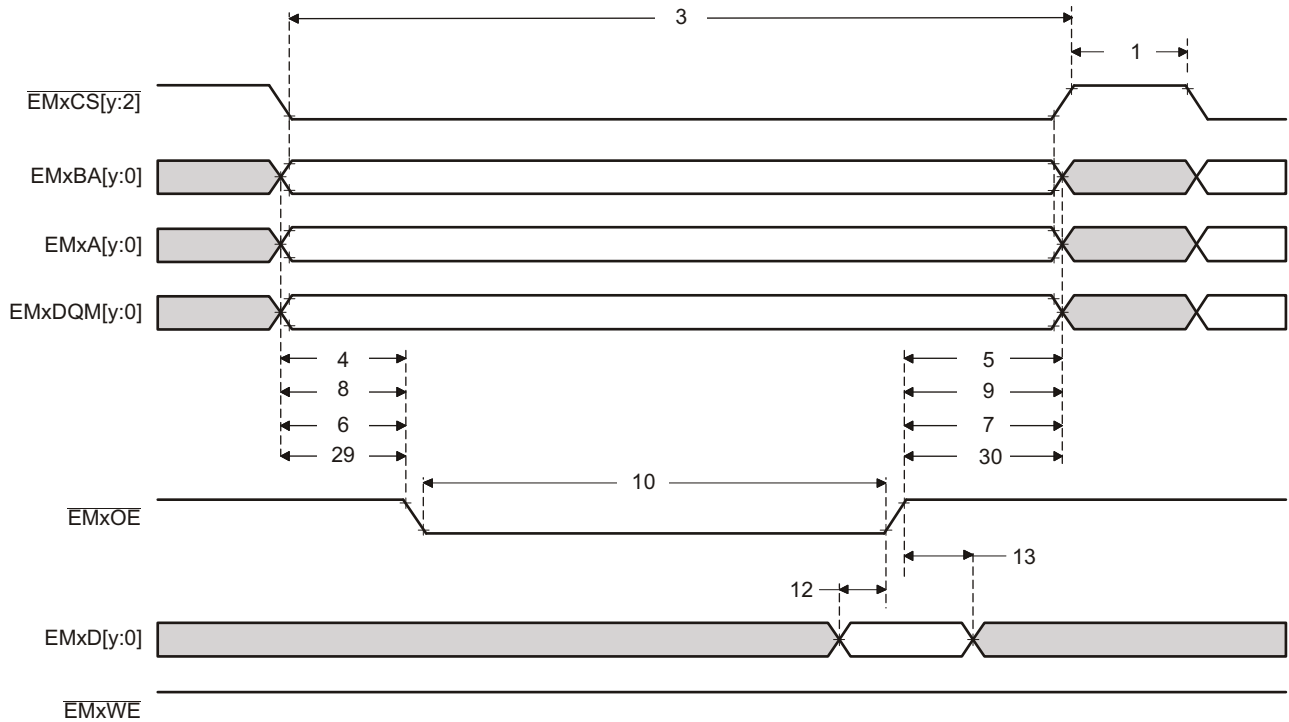 3
1
EMxCS[y:2]
EMxBA[y:0]
EMxA[y:0]
EMxDQM[y:0]
4 5
8 9
6 7
29 30
10
EMxOE
13
12
EMxD[y:0]
EMxWE